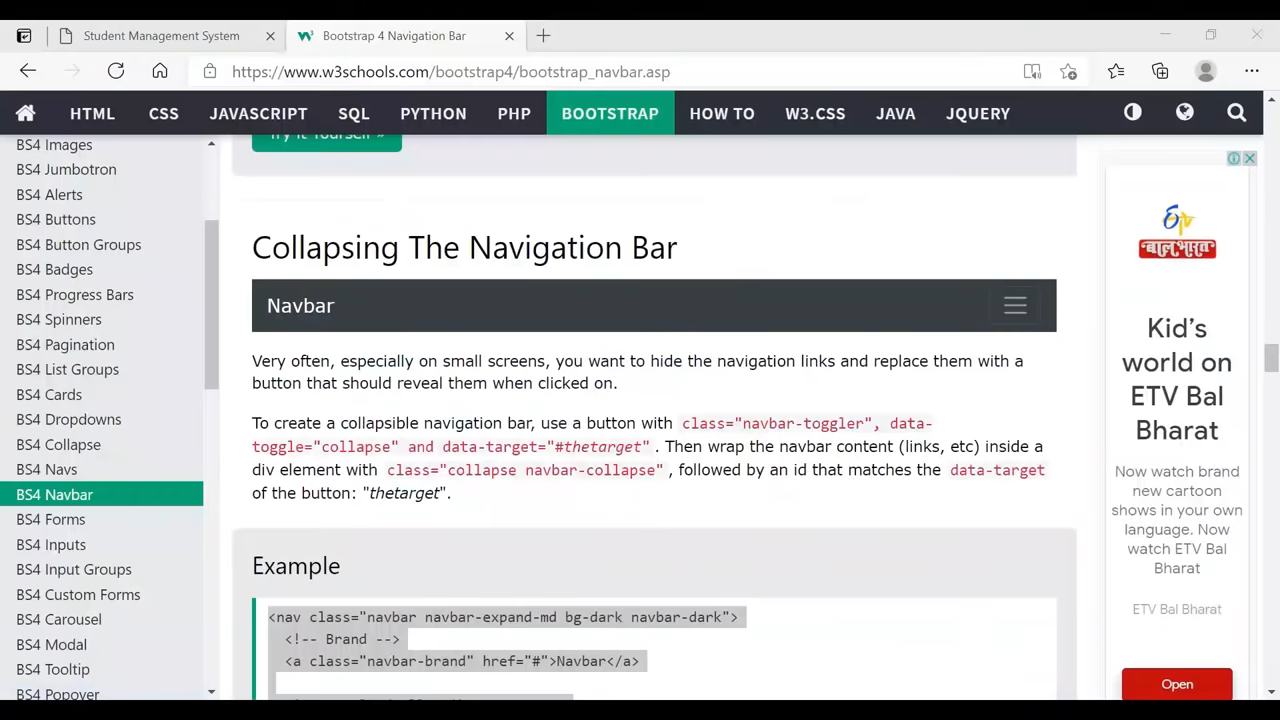 Student Management System
Bootstrap 4 Navigation Bar
https://www.w3schools.com/bootstrap4/bootstrap_navbar.asp
HTML CSS JAVASCRIPT SQL PYTHON PHP BOOTSTRAP HOW TO W3.CSS JAVA JQUERY
BS4 Images
BS4 Jumbotron
BS4 Alerts
BS4 Buttons
BS4 Button Groups
BS4 Badges
BS4 Progress Bars
BS4 Spinners
BS4 Pagination
BS4 List Groups
BS4 Cards
BS4 Dropdowns
BS4 Collapse
BS4 Navs
BS4 Navbar
BS4 Forms
BS4 Inputs
BS4 Input Groups
BS4 Custom Forms
BS4 Carousel
BS4 Modal
BS4 Tooltip
BS4 Popover
Try it Yourself »
Collapsing The Navigation Bar
Navbar
Very often, especially on small screens, you want to hide the navigation links and replace them with a
button that should reveal them when clicked on.
To create a collapsible navigation bar, use a button with class="navbar-toggler", data-
toggle="collapse" and data-target="#thetarget". Then wrap the navbar content (links, etc) inside a
div element with class="collapse navbar-collapse", followed by an id that matches the data-target
of the button: "thetarget".
Example
<nav class="navbar navbar-expand-md bg-dark navbar-dark">
<!-- Brand -->
<a class="navbar-brand" href="#">Navbar</a>
बाल भारत
Kid's
world on
ETV Bal
Bharat
Now watch brand
new cartoon
shows in your own
language. Now
watch ETV Bal
Bharat
ETV Bal Bharat
Open